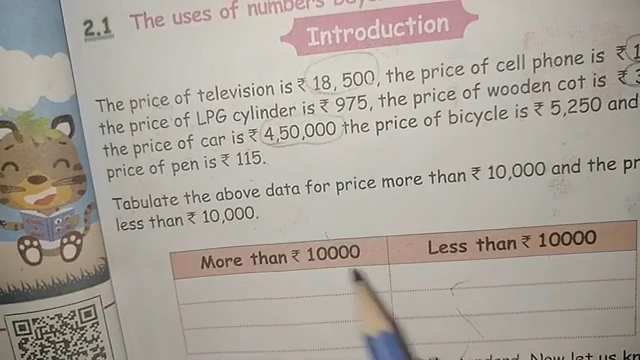 2.1 The uses of numbers
Introduction
The price of television is ₹ 18, 500, the price of cell phone is ₹
the price of LPG cylinder is ₹ 975, the price of wooden cot is ₹
the price of car is ₹ 4,50,000 the price of bicycle is ₹ 5,250 and
price of pen is ₹ 115.
Tabulate the above data for price more than ₹ 10,000 and the
less than ₹ 10,000.
More than ₹ 10000 Less than ₹ 10000
Now let us